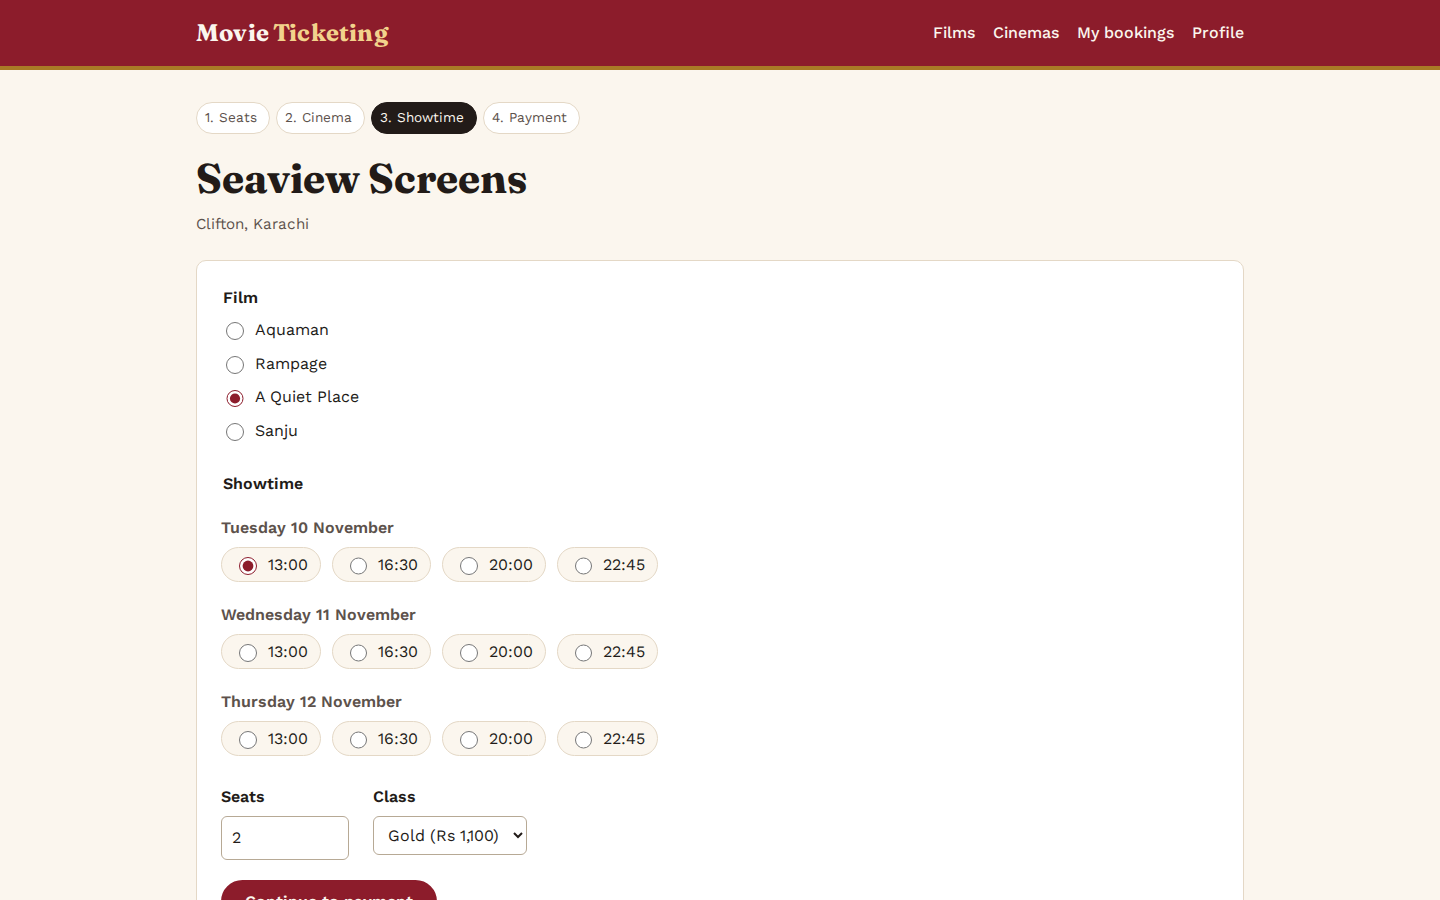 Movie Ticketing
Films Cinemas My bookings Profile
1. Seats 2. Cinema 3. Showtime 4. Payment
Seaview Screens
Clifton, Karachi
Film
Aquaman
Rampage
A Quiet Place
Sanju
Showtime
Tuesday 10 November
13:00 16:30 20:00 22:45
Wednesday 11 November
13:00 16:30 20:00 22:45
Thursday 12 November
13:00 16:30 20:00 22:45
Seats Class
2 Gold (Rs 1,100)
Continue to payment